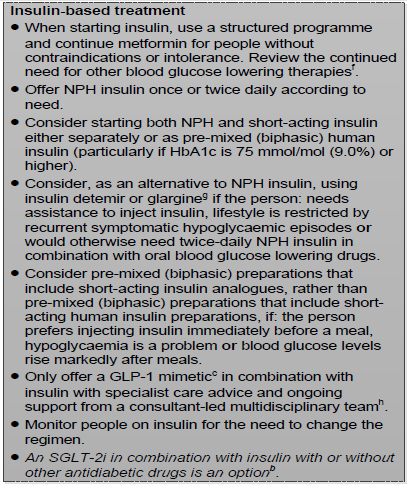 Insulin-based treatment
• When starting insulin, use a structured programme
and continue metformin for people without
contraindications or intolerance. Review the continued
need for other blood glucose lowering therapiesᶠ.
• Offer NPH insulin once or twice daily according to
need.
• Consider starting both NPH and short-acting insulin
either separately or as pre-mixed (biphasic) human
insulin (particularly if HbA1c is 75 mmol/mol (9.0%) or
higher).
• Consider, as an alternative to NPH insulin, using
insulin detemir or glargineᵍ if the person: needs
assistance to inject insulin, lifestyle is restricted by
recurrent symptomatic hypoglycaemic episodes or
would otherwise need twice-daily NPH insulin in
combination with oral blood glucose lowering drugs.
• Consider pre-mixed (biphasic) preparations that
include short-acting insulin analogues, rather than
pre-mixed (biphasic) preparations that include short-
acting human insulin preparations, if: the person
prefers injecting insulin immediately before a meal,
hypoglycaemia is a problem or blood glucose levels
rise markedly after meals.
• Only offer a GLP-1 mimeticᶜ in combination with
insulin with specialist care advice and ongoing
support from a consultant-led multidisciplinary teamʰ.
• Monitor people on insulin for the need to change the
regimen.
• An SGLT-2i in combination with insulin with or without
other antidiabetic drugs is an optionᵇ.